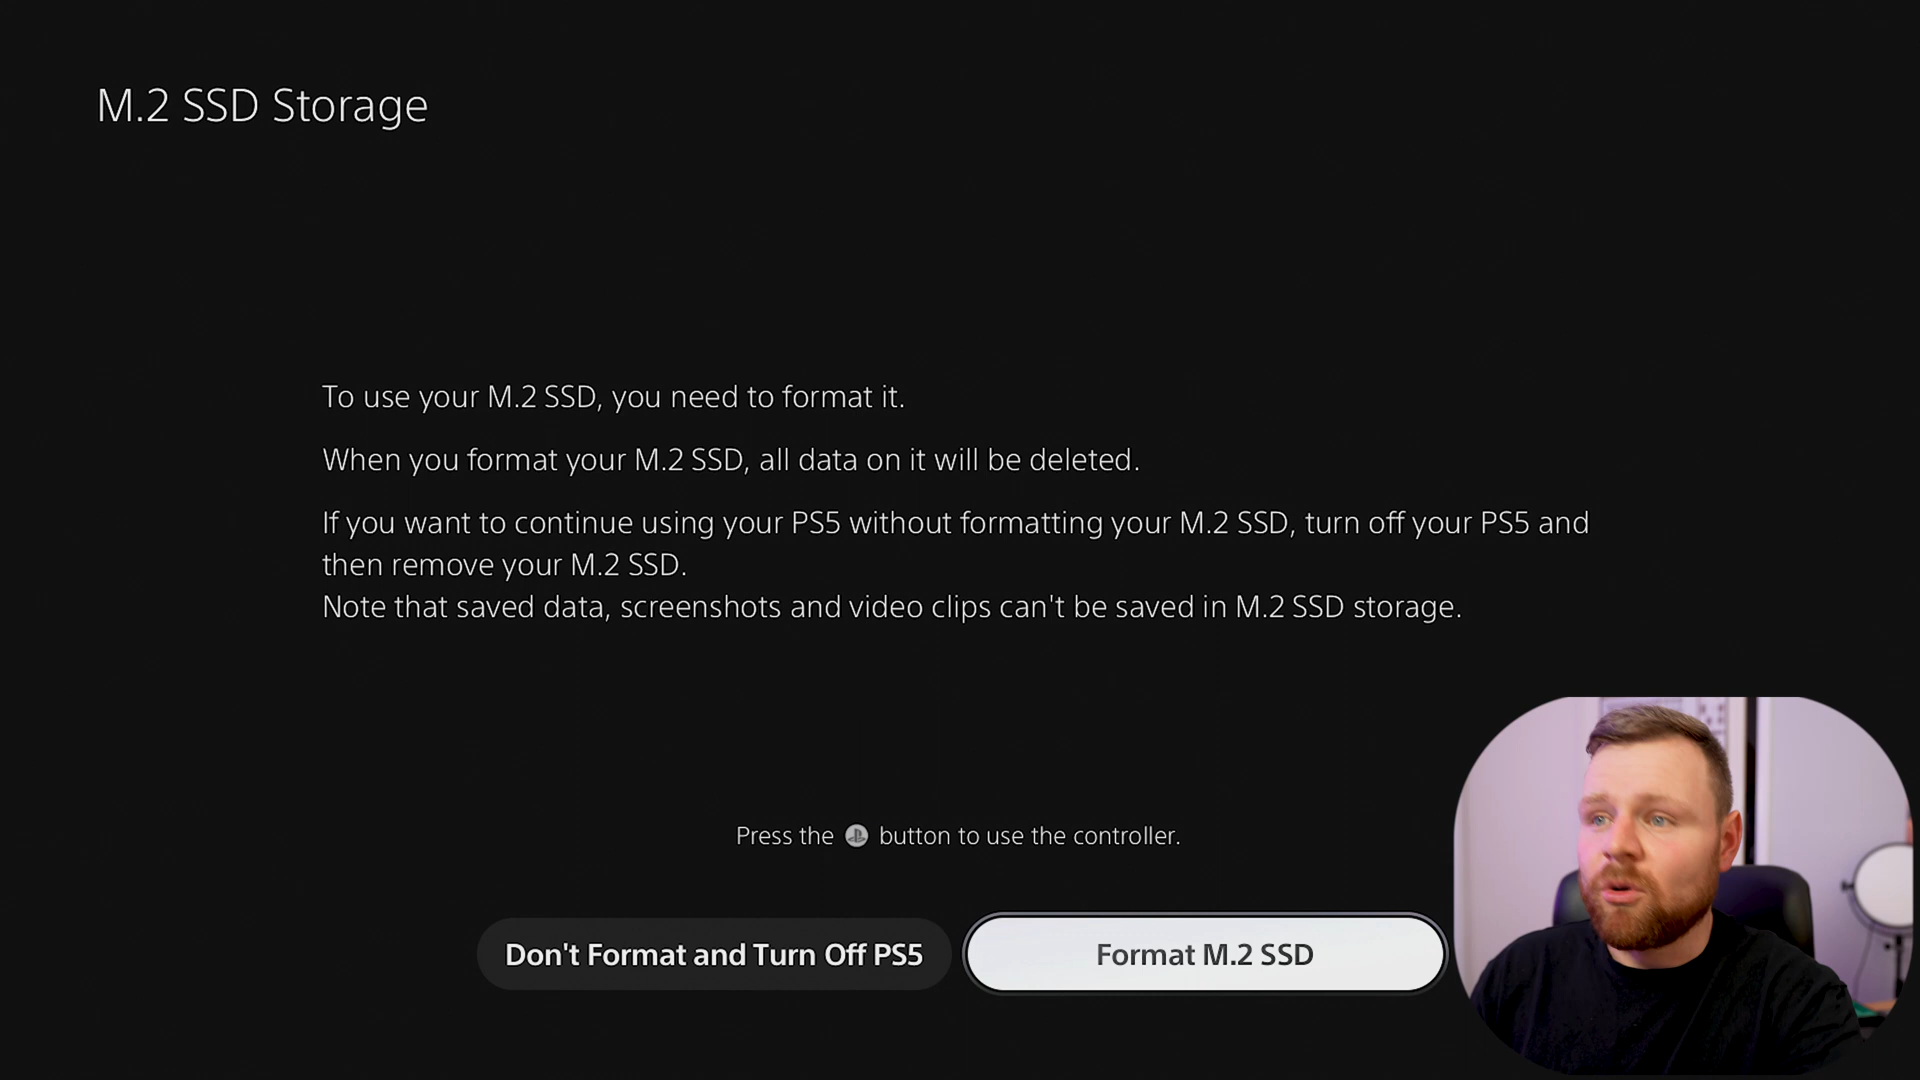 M.2 SSD Storage
To use your M.2 SSD, you need to format it.
When you format your M.2 SSD, all data on it will be deleted.
If you want to continue using your PS5 without formatting your M.2 SSD, turn off your PS5 and
then remove your M.2 SSD.
Note that saved data, screenshots and video clips can't be saved in M.2 SSD storage.
Press the button to use the controller.
Don't Format and Turn Off PS5
Format M.2 SSD